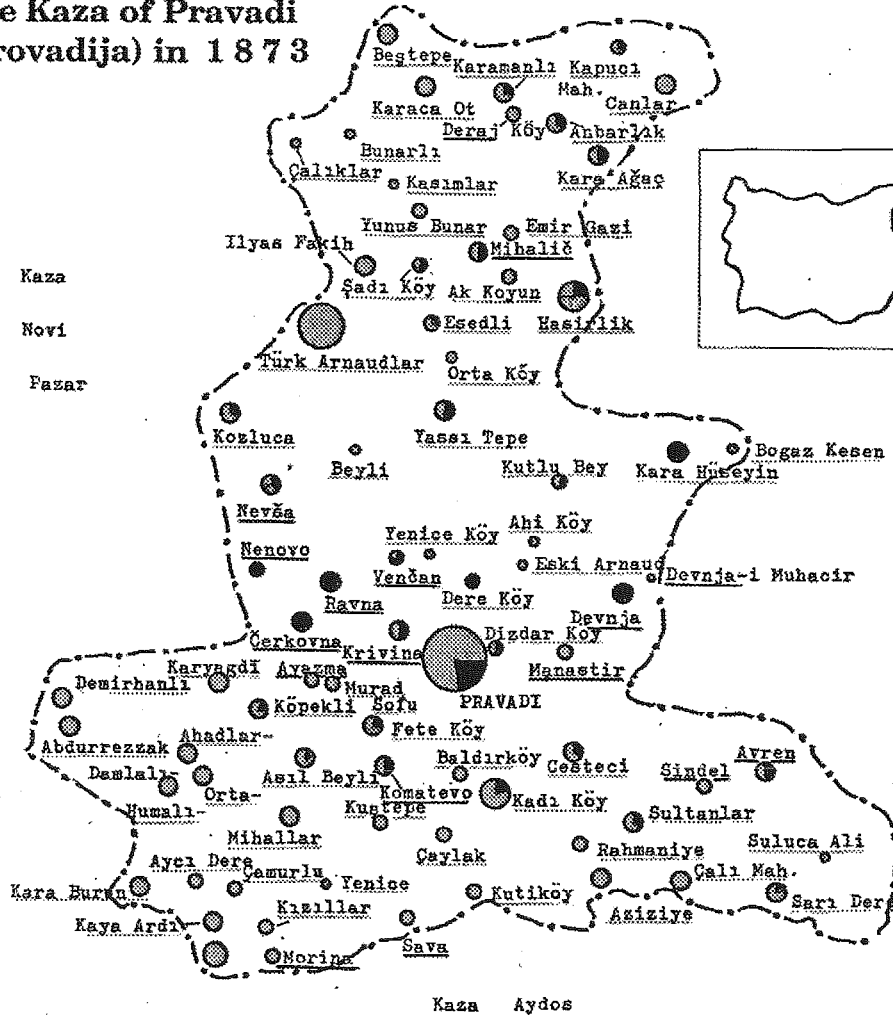 e Kaza of Pravadi
rovadija) in 1873
Beştepe
Karamanlı
Kapucı
Mah.
Canlar
Karaca Ot
Deraj Köy
Anbarlık
Bunarlı
Çalıklar
Kara Ağaç
Kasımlar
Yunus Bunar
Emir Gazi
Ilyas Fakih
Mihalič
Kaza
Şadı Köy
Ak Koyun
Novi
Esedli
Hasirlik
Türk Arnaudlar
Orta Köy
Pazar
Kozluca
Yassı Tepe
Bogaz Kesen
Beyli
Kutlu Bey
Kara Hüseyin
Nevša
Ahi Köy
Yenice Köy
Nenovo
Eski Arnaud
Devnja-i Muhacir
Venčan
Ravna
Dere Köy
Devnja
Čerkovna
Krivina
Dizdar Köy
Manastir
Karyagdi
Ayazma
Demirhanlı
Murad
Sofu
PRAVADI
Köpekli
Fete Köy
Ahadlar-
Abdurrezzak
Baldırköy
Cesteci
Avren
Damlalı-
Asıl Beyli
Sindel
Orta-
Komatevo
Kadı Köy
Humalı-
Kuştepe
Sultanlar
Mihallar
Çaylak
Rahmaniye
Suluca Ali
Aycı Dere
Çamurlu
Yenice
Çalı Mah.
Kara Burun
Kutiköy
Sarı Der
Kaya Ardı
Kızıllar
Aziziye
Sava
Morina
Kaza Aydos